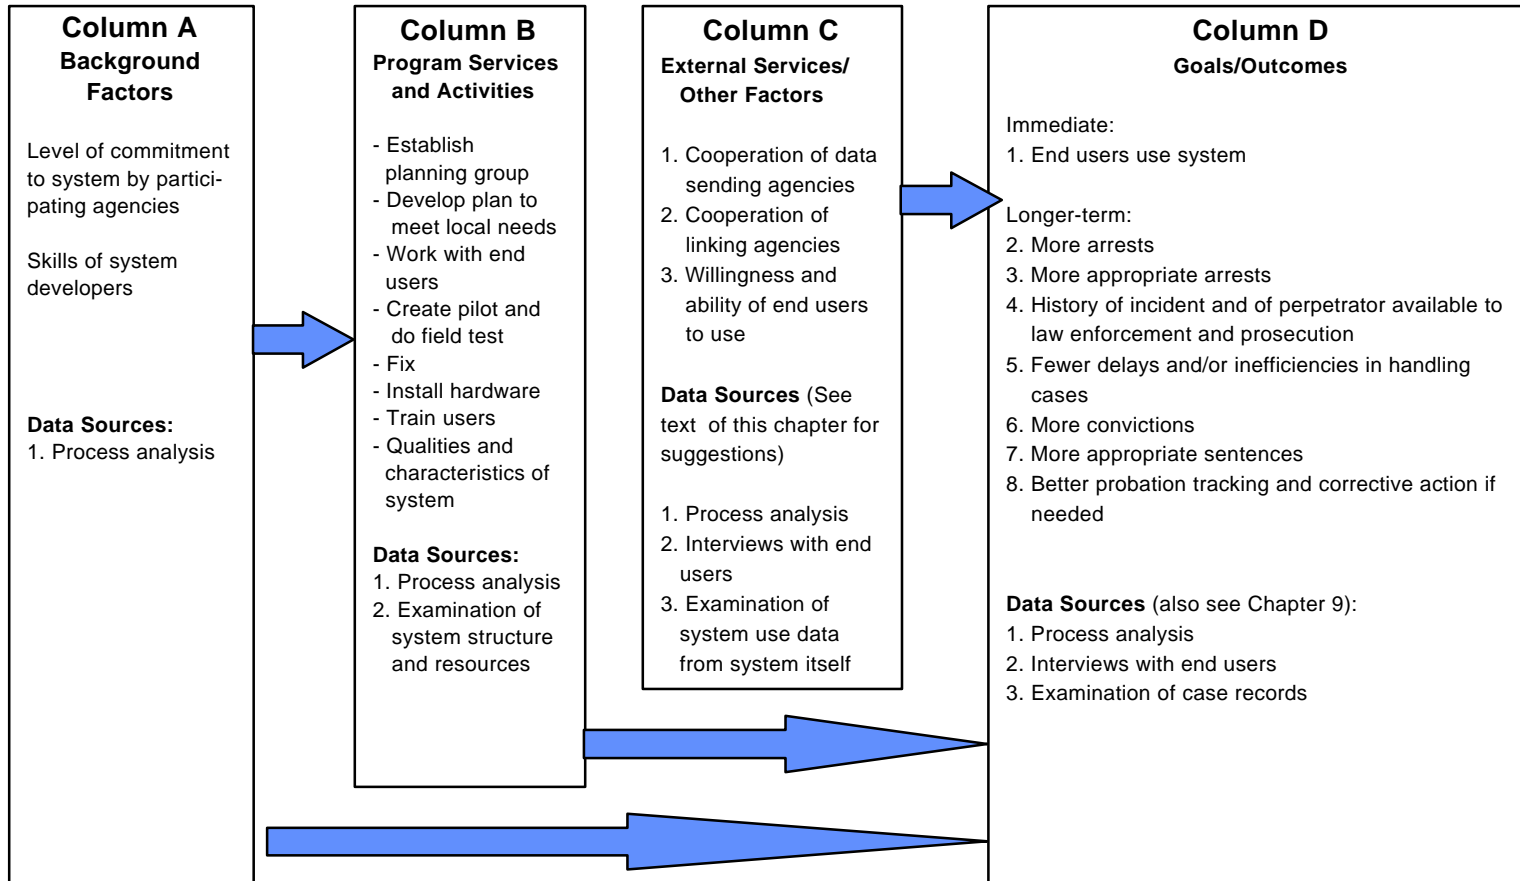 Column A
Background
Factors
Level of commitment
to system by partici-
pating agencies
Skills of system
developers
Data Sources:
1. Process analysis
Column B
Program Services
and Activities
- Establish
planning group
- Develop plan to
meet local needs
- Work with end
users
- Create pilot and
do field test
- Fix
- Install hardware
- Train users
- Qualities and
characteristics of
system
Data Sources:
1. Process analysis
2. Examination of
system structure
and resources
Column C
External Services/
Other Factors
1. Cooperation of data
sending agencies
2. Cooperation of
linking agencies
3. Willingness and
ability of end users
to use
Data Sources (See
text of this chapter for
suggestions)
1. Process analysis
2. Interviews with end
users
3. Examination of
system use data
from system itself
Column D
Goals/Outcomes
Immediate:
1. End users use system
Longer-term:
2. More arrests
3. More appropriate arrests
4. History of incident and of perpetrator available to
law enforcement and prosecution
5. Fewer delays and/or inefficiencies in handling
cases
6. More convictions
7. More appropriate sentences
8. Better probation tracking and corrective action if
needed
Data Sources (also see Chapter 9):
1. Process analysis
2. Interviews with end users
3. Examination of case records